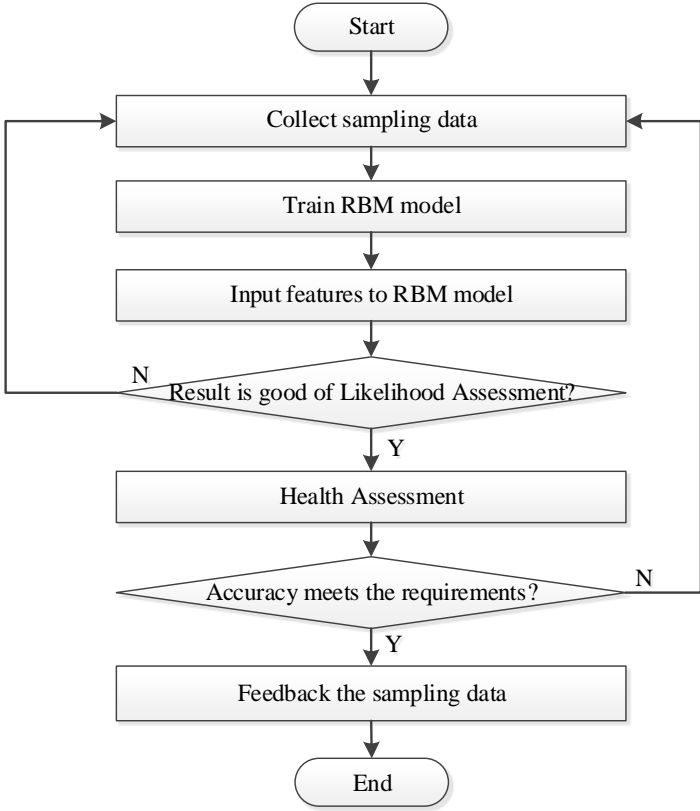 Start
Collect sampling data
Train RBM model
Input features to RBM model
N
Result is good of Likelihood Assessment?
Y
Health Assessment
Accuracy meets the requirements?
N
Y
Feedback the sampling data
End